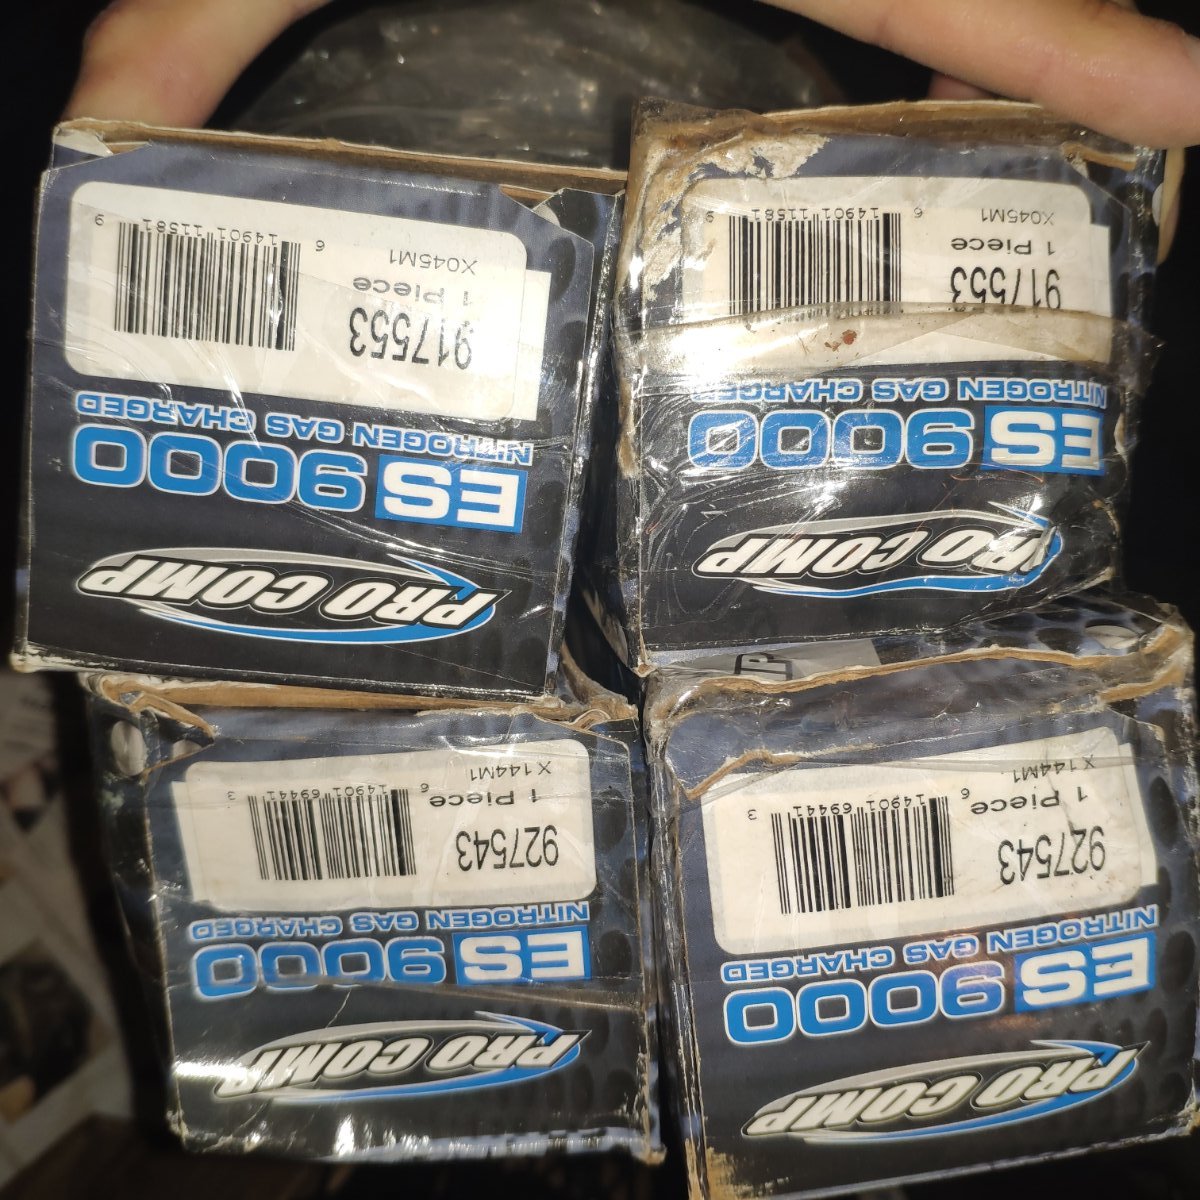 PRO COMP
ES 9000
NITROGEN GAS CHARGED
927543
1 Piece
X 144M1
6 14901 69441 3
PRO COMP
ES 9000
NITROGEN GAS CHARGED
927543
1 Piece
X 144M1
6 14901 69441 3
PRO COMP
ES 9000
NITROGEN GAS CHARGED
917553
1 Piece
X045M1
6 14901 11581 9
PRO COMP
ES 9000
NITROGEN GAS CHARGED
917553
1 Piece
X045M1
6 14901 11581 9